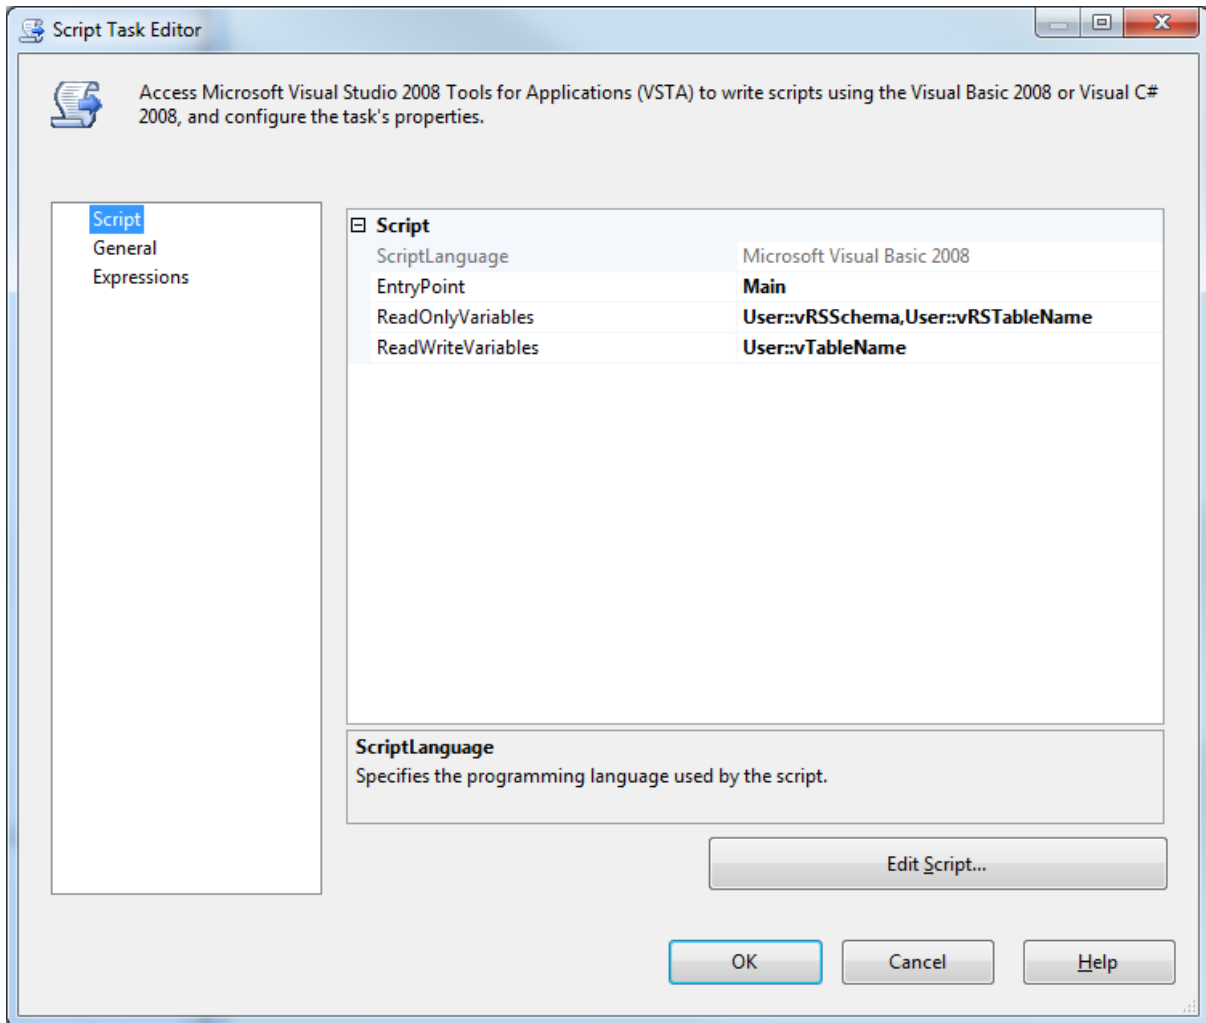 Script Task Editor
Access Microsoft Visual Studio 2008 Tools for Applications (VSTA) to write scripts using the Visual Basic 2008 or Visual C#
2008, and configure the task's properties.
Script
General
Expressions
Script
ScriptLanguage Microsoft Visual Basic 2008
EntryPoint Main
ReadOnlyVariables User::vRSSchema,User::vRSTableName
ReadWriteVariables User::vTableName
ScriptLanguage
Specifies the programming language used by the script.
Edit Script...
OK Cancel Help